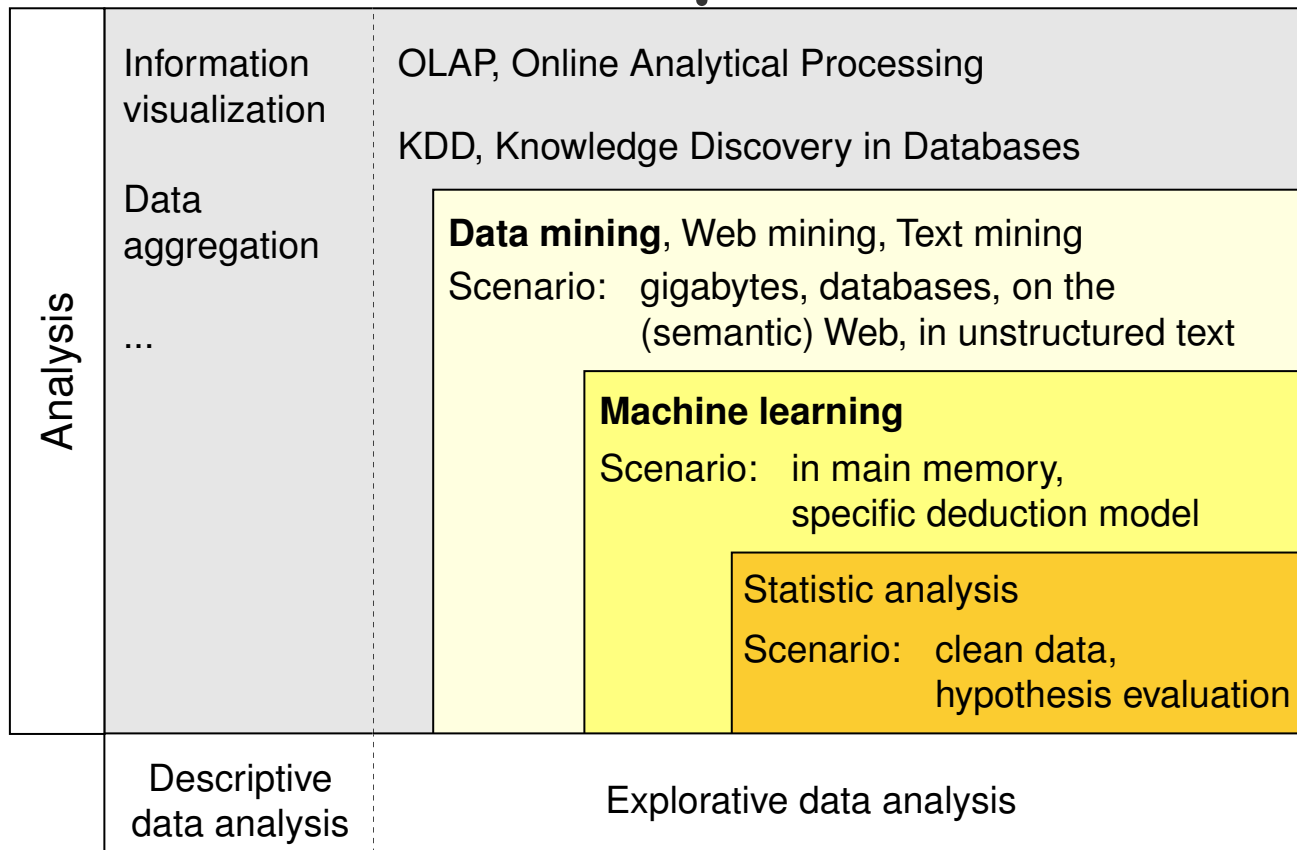 Analysis
Information
visualization
Data
aggregation
...
OLAP, Online Analytical Processing
KDD, Knowledge Discovery in Databases
Data mining, Web mining, Text mining
Scenario: gigabytes, databases, on the
(semantic) Web, in unstructured text
Machine learning
Scenario: in main memory,
specific deduction model
Statistic analysis
Scenario: clean data,
hypothesis evaluation
Descriptive
data analysis
Explorative data analysis